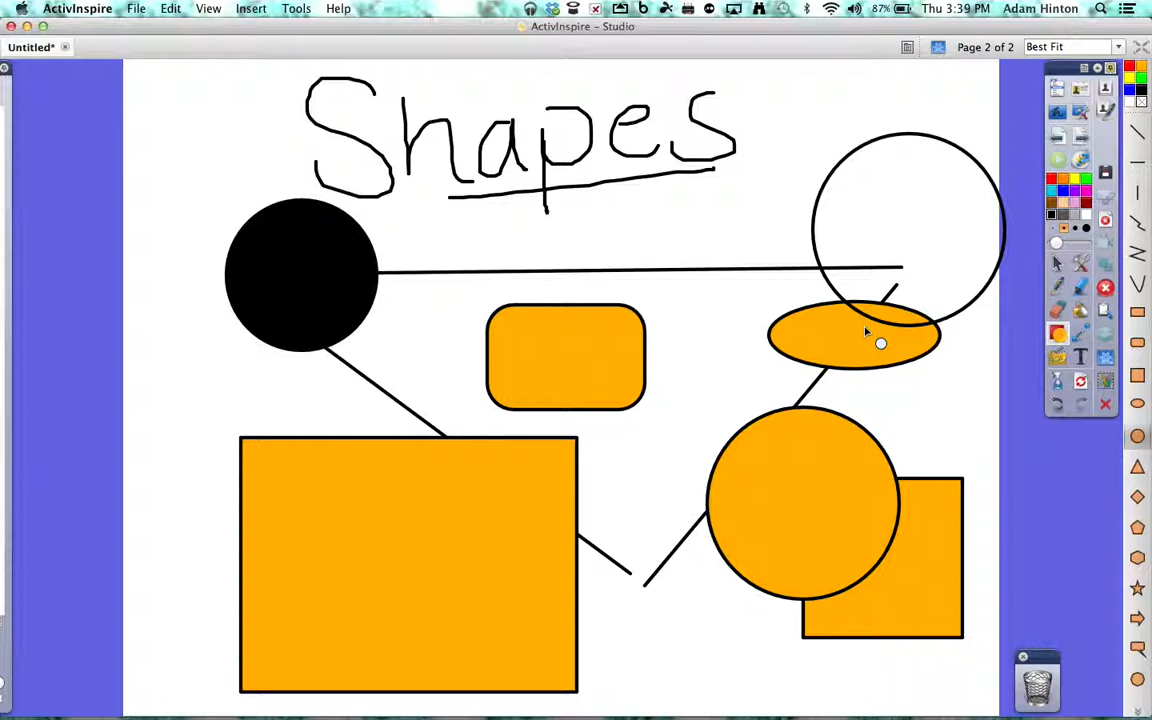 ActivInspire File Edit View Insert Tools Help 87% Thu 3:39 PM Adam Hinton
ActivInspire - Studio
Untitled* Page 2 of 2 Best Fit
Shapes